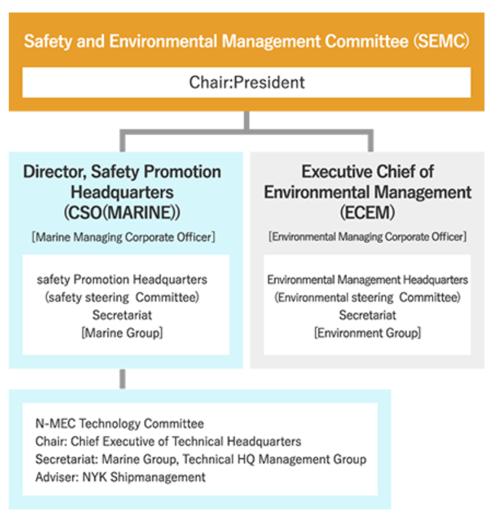 Safety and Environmental Management Committee (SEMC)
Chair:President
Director, Safety Promotion
Headquarters
(CSO(MARINE))
[Marine Managing Corporate Officer]
safety Promotion Headquarters
(safety steering Committee)
Secretariat
[Marine Group]
Executive Chief of
Environmental Management
(ECEM)
[Environmental Managing Corporate Officer]
Environmental Management Headquarters
(Environmental steering Committee)
Secretariat
[Environment Group]
N-MEC Technology Committee
Chair: Chief Executive of Technical Headquarters
Secretariat: Marine Group, Technical HQ Management Group
Adviser: NYK Shipmanagement